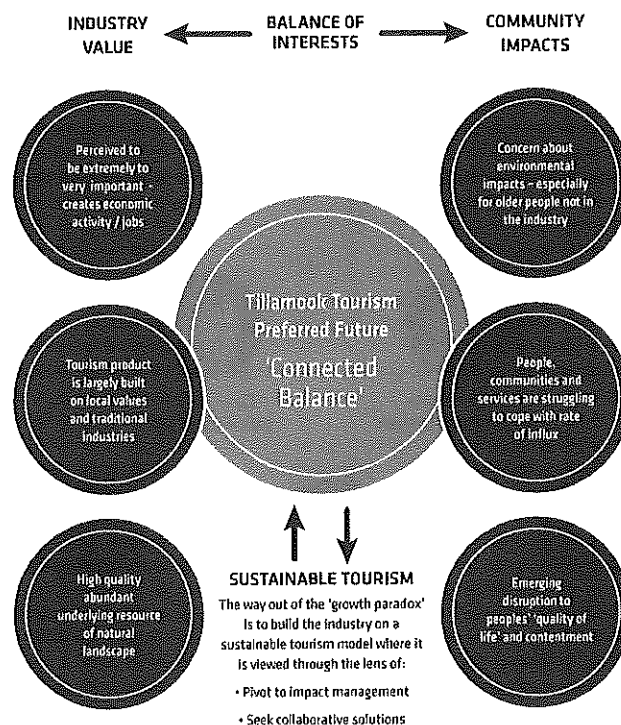 INDUSTRY
VALUE
BALANCE OF
INTERESTS
COMMUNITY
IMPACTS
Perceived to
be extremely to
very important -
creates economic
activity / jobs
Concern about
environmental
impacts - especially
for older people not in
the industry
Tillamook Tourism
Preferred Future
'Connected
Balance'
Tourism product
is largely built
on local values
and traditional
industries
People,
communities and
services are struggling
to cope with rate
of influx
High quality
abundant
underlying resource
of natural
landscape
SUSTAINABLE TOURISM
The way out of the 'growth paradox'
is to build the industry on a
sustainable tourism model where it
is viewed through the lens of:
• Pivot to impact management
• Seek collaborative solutions
Emerging
disruption to
peoples' 'quality of
life' and contentment